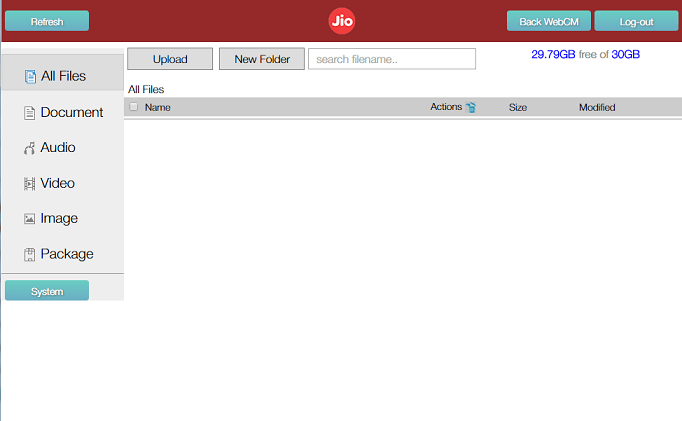 Refresh
Jio
Back WebCM
Log-out
Upload
New Folder
search filename..
29.79GB free of 30GB
All Files
Document
Audio
Video
Image
Package
System
All Files
Name
Actions
Size
Modified